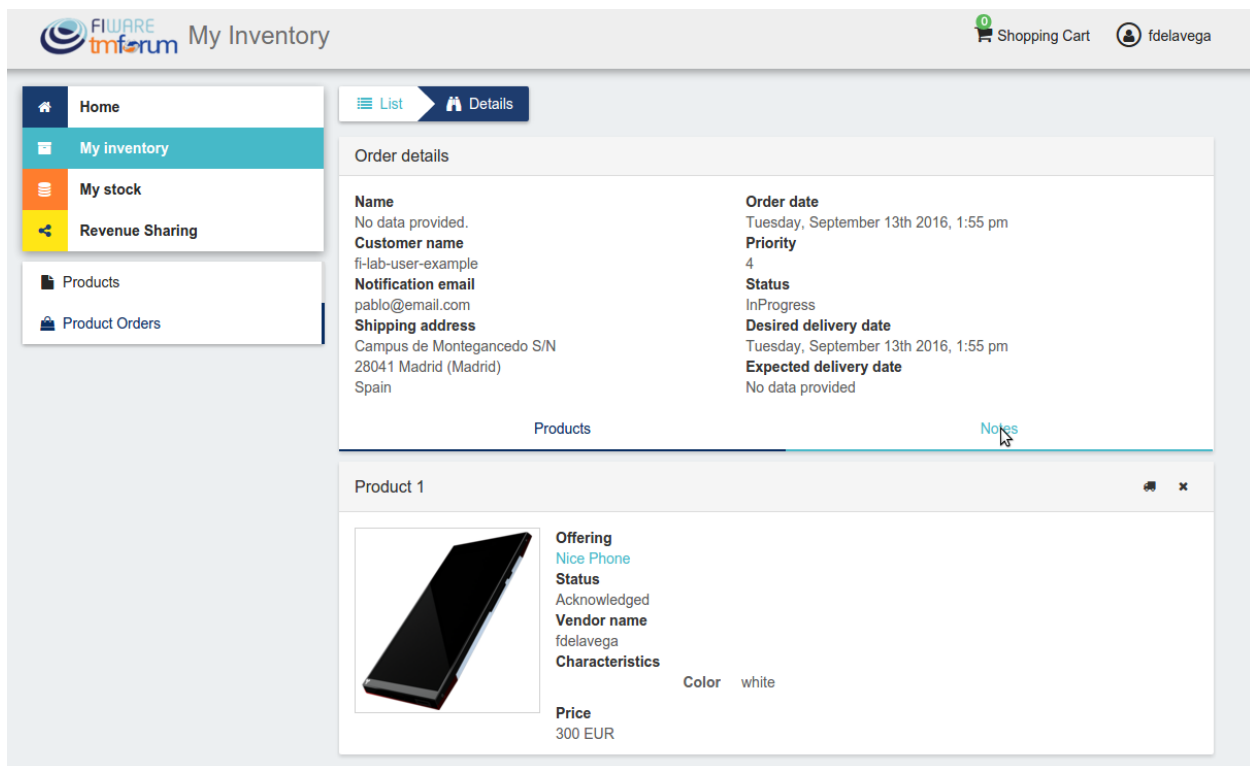 FIWARE
tmforum
My Inventory
0
Shopping Cart
fdelavega
Home
My inventory
My stock
Revenue Sharing
Products
Product Orders
List
Details
Order details
Name
No data provided.
Customer name
fi-lab-user-example
Notification email
pablo@email.com
Shipping address
Campus de Montegancedo S/N
28041 Madrid (Madrid)
Spain
Order date
Tuesday, September 13th 2016, 1:55 pm
Priority
4
Status
InProgress
Desired delivery date
Tuesday, September 13th 2016, 1:55 pm
Expected delivery date
No data provided
Products
Notes
Product 1
Offering
Nice Phone
Status
Acknowledged
Vendor name
fdelavega
Characteristics
Color white
Price
300 EUR